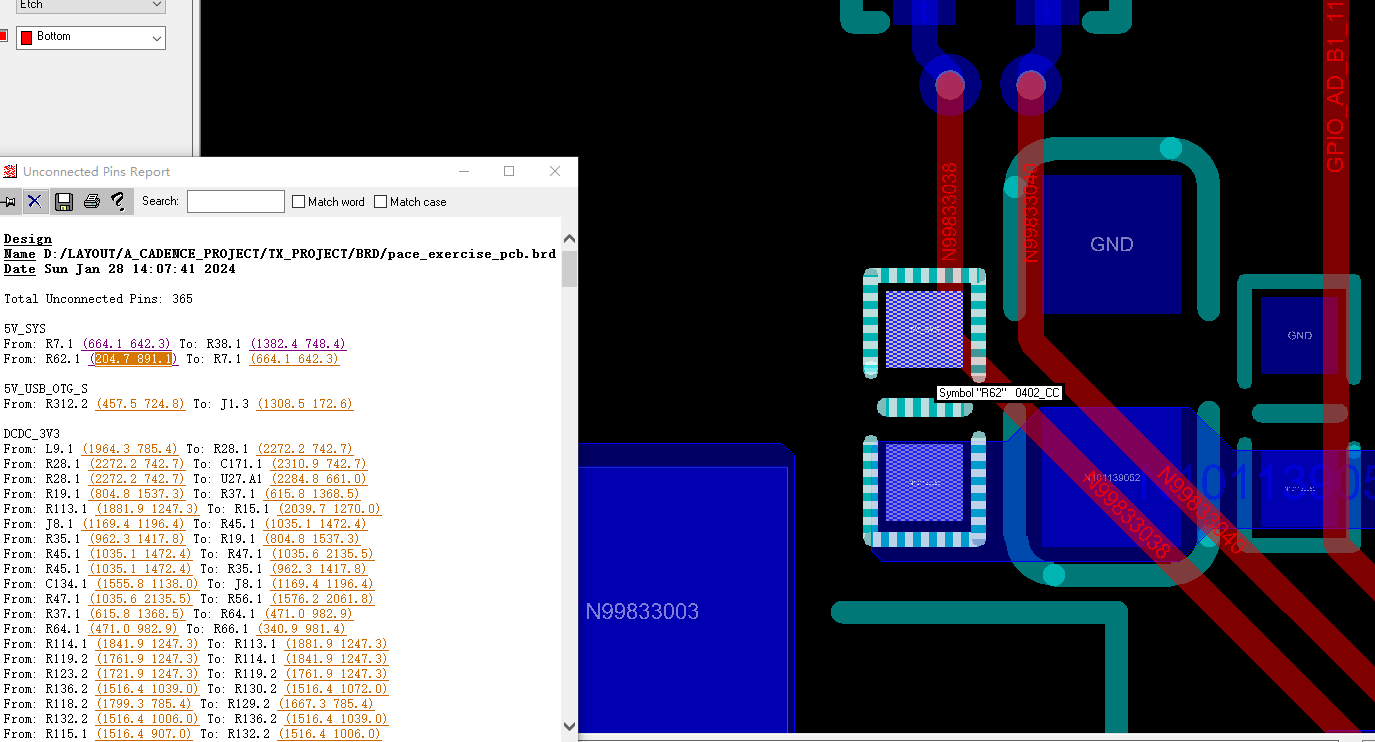 Etch
Bottom
Unconnected Pins Report
Search:
Match word
Match case
Design
Name D:/LAYOUT/A_CADENCE_PROJECT/TX_PROJECT/BRD/pace_exercise_pcb.brd
Date Sun Jan 28 14:07:41 2024
Total Unconnected Pins: 365
5V_SYS
From: R7.1 (664.1 642.3) To: R38.1 (1382.4 748.4)
From: R62.1 (204.7 891.1) To: R7.1 (664.1 642.3)
5V_USB_OTG_S
From: R312.2 (457.5 724.8) To: J1.3 (1308.5 172.6)
DCDC_3V3
From: L9.1 (1964.3 785.4) To: R28.1 (2272.2 742.7)
From: R28.1 (2272.2 742.7) To: C171.1 (2310.9 742.7)
From: R28.1 (2272.2 742.7) To: U27.A1 (2284.8 661.0)
From: R19.1 (804.8 1537.3) To: R37.1 (615.8 1368.5)
From: R113.1 (1881.9 1247.3) To: R15.1 (2039.7 1270.0)
From: J8.1 (1169.4 1196.4) To: R45.1 (1035.1 1472.4)
From: R35.1 (962.3 1417.8) To: R19.1 (804.8 1537.3)
From: R45.1 (1035.1 1472.4) To: R47.1 (1035.6 2135.5)
From: R45.1 (1035.1 1472.4) To: R35.1 (962.3 1417.8)
From: C134.1 (1555.8 1138.0) To: J8.1 (1169.4 1196.4)
From: R47.1 (1035.6 2135.5) To: R56.1 (1576.2 2061.8)
From: R37.1 (615.8 1368.5) To: R64.1 (471.0 982.9)
From: R64.1 (471.0 982.9) To: R66.1 (340.9 981.4)
From: R114.1 (1841.9 1247.3) To: R113.1 (1881.9 1247.3)
From: R119.2 (1761.9 1247.3) To: R114.1 (1841.9 1247.3)
From: R123.2 (1721.9 1247.3) To: R119.2 (1761.9 1247.3)
From: R136.2 (1516.4 1039.0) To: R130.2 (1516.4 1072.0)
From: R118.2 (1799.3 785.4) To: R129.2 (1667.3 785.4)
From: R132.2 (1516.4 1006.0) To: R136.2 (1516.4 1039.0)
From: R115.1 (1516.4 907.0) To: R132.2 (1516.4 1006.0)
GPIO_AD_B1_11
N99833038
N99833040
GND
GND
Symbol "R62" 0402_CC
N101139052
N99833038
N99833040
N99833003